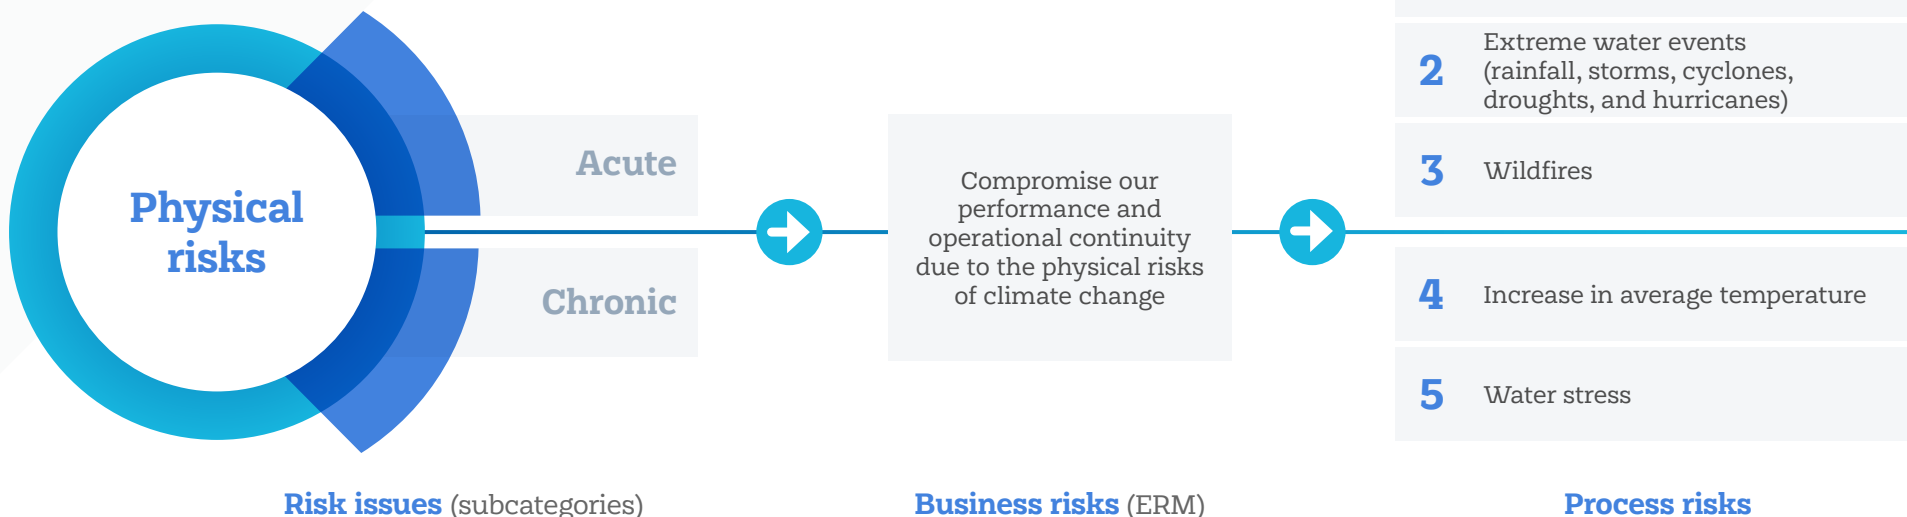 Physical
risks
Acute
Chronic
Risk issues (subcategories)
Compromise our
performance and
operational continuity
due to the physical risks
of climate change
Business risks (ERM)
2
Extreme water events
(rainfall, storms, cyclones,
droughts, and hurricanes)
3
Wildfires
4
Increase in average temperature
5
Water stress
Process risks